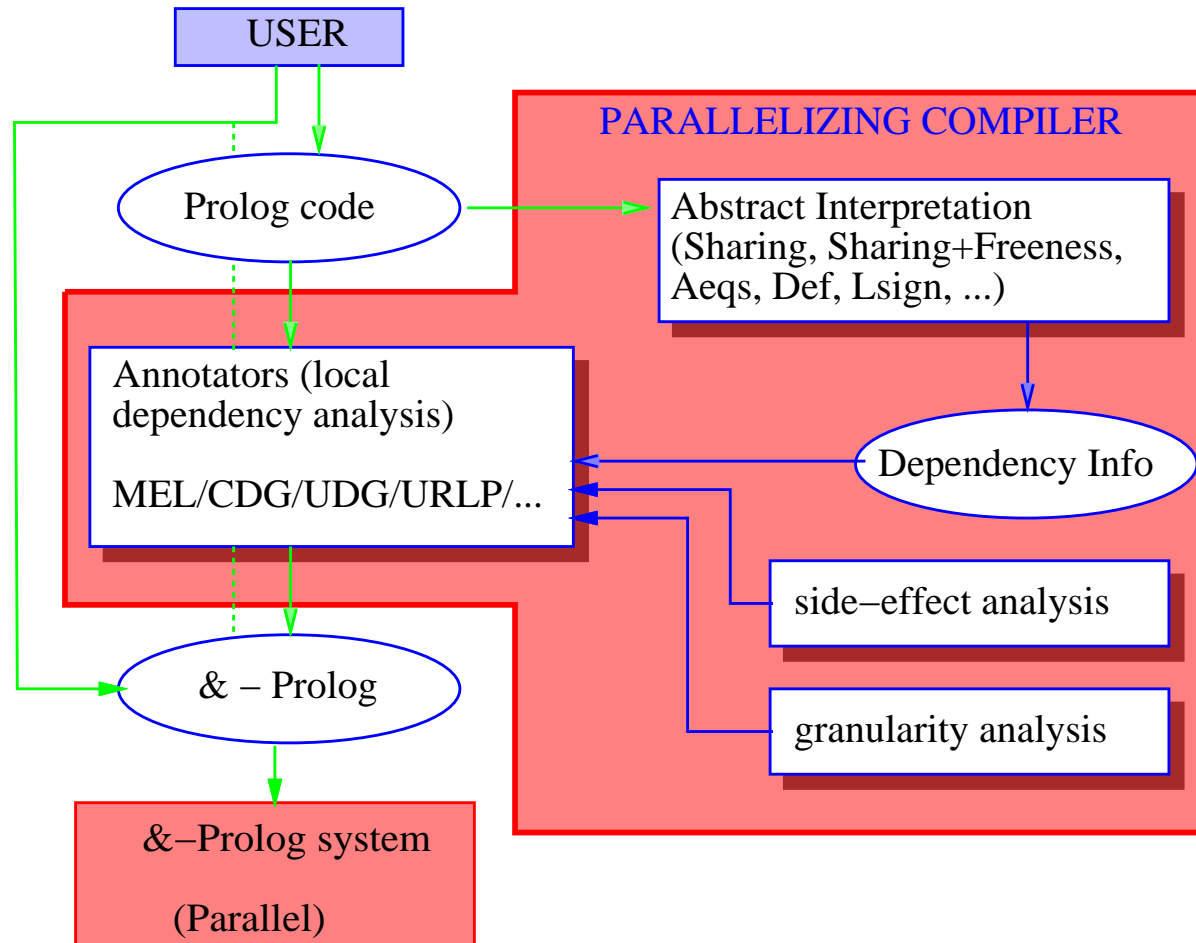 USER
PARALLELIZING COMPILER
Prolog code
Abstract Interpretation
(Sharing, Sharing+Freeness,
Aeqs, Def, Lsign, ...)
Annotators (local
dependency analysis)
MEL/CDG/UDG/URLP/...
Dependency Info
side−effect analysis
& − Prolog
granularity analysis
&−Prolog system
(Parallel)